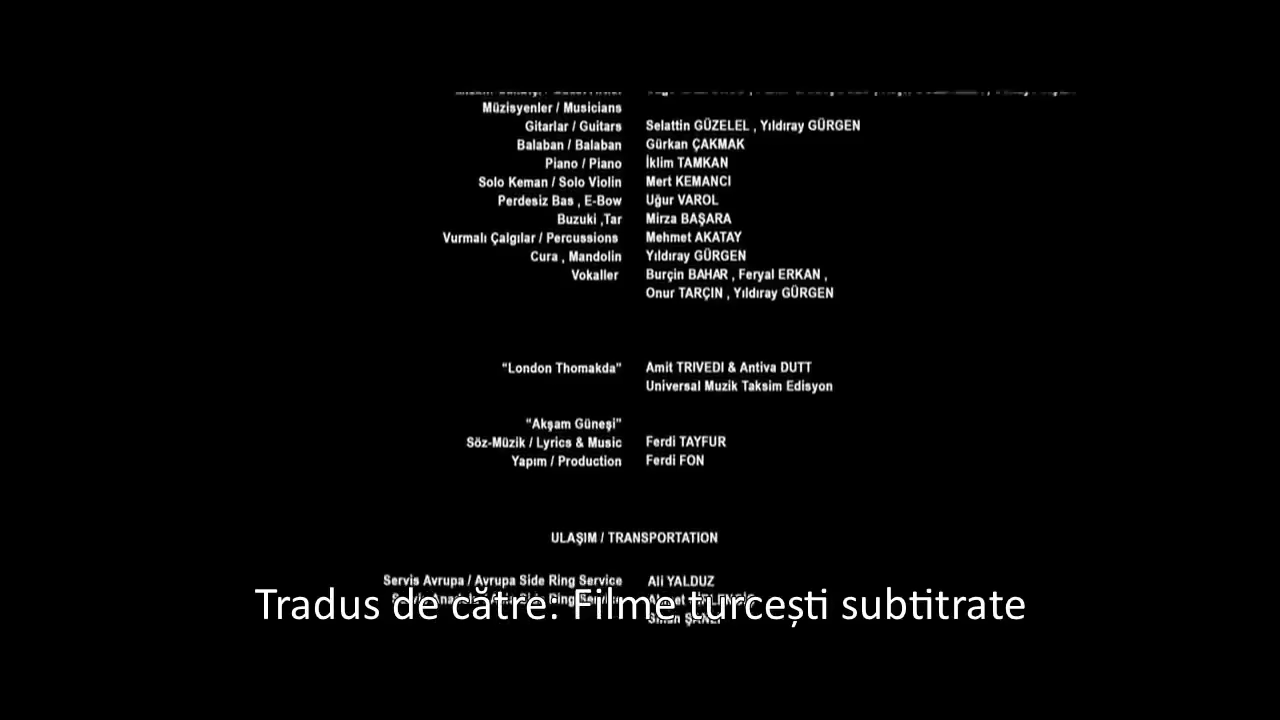 Müzisyenler / Musicians
Gitarlar / Guitars Selattin GÜZELEL , Yıldıray GÜRGEN
Balaban / Balaban Gürkan ÇAKMAK
Piano / Piano İklim TAMKAN
Solo Keman / Solo Violin Mert KEMANCI
Perdesiz Bas , E-Bow Uğur VAROL
Buzuki ,Tar Mirza BAŞARA
Vurmalı Çalgılar / Percussions Mehmet AKATAY
Cura , Mandolin Yıldıray GÜRGEN
Vokaller Burçin BAHAR , Feryal ERKAN ,
Onur TARÇIN , Yıldıray GÜRGEN
“London Thomakda” Amit TRIVEDI & Antiva DUTT
Universal Muzik Taksim Edisyon
“Akşam Güneşi”
Söz-Müzik / Lyrics & Music Ferdi TAYFUR
Yapım / Production Ferdi FON
ULAŞIM / TRANSPORTATION
Servis Avrupa / Avrupa Side Ring Service Ali YALDUZ
Tradus de către: Filme turcești subtitrate